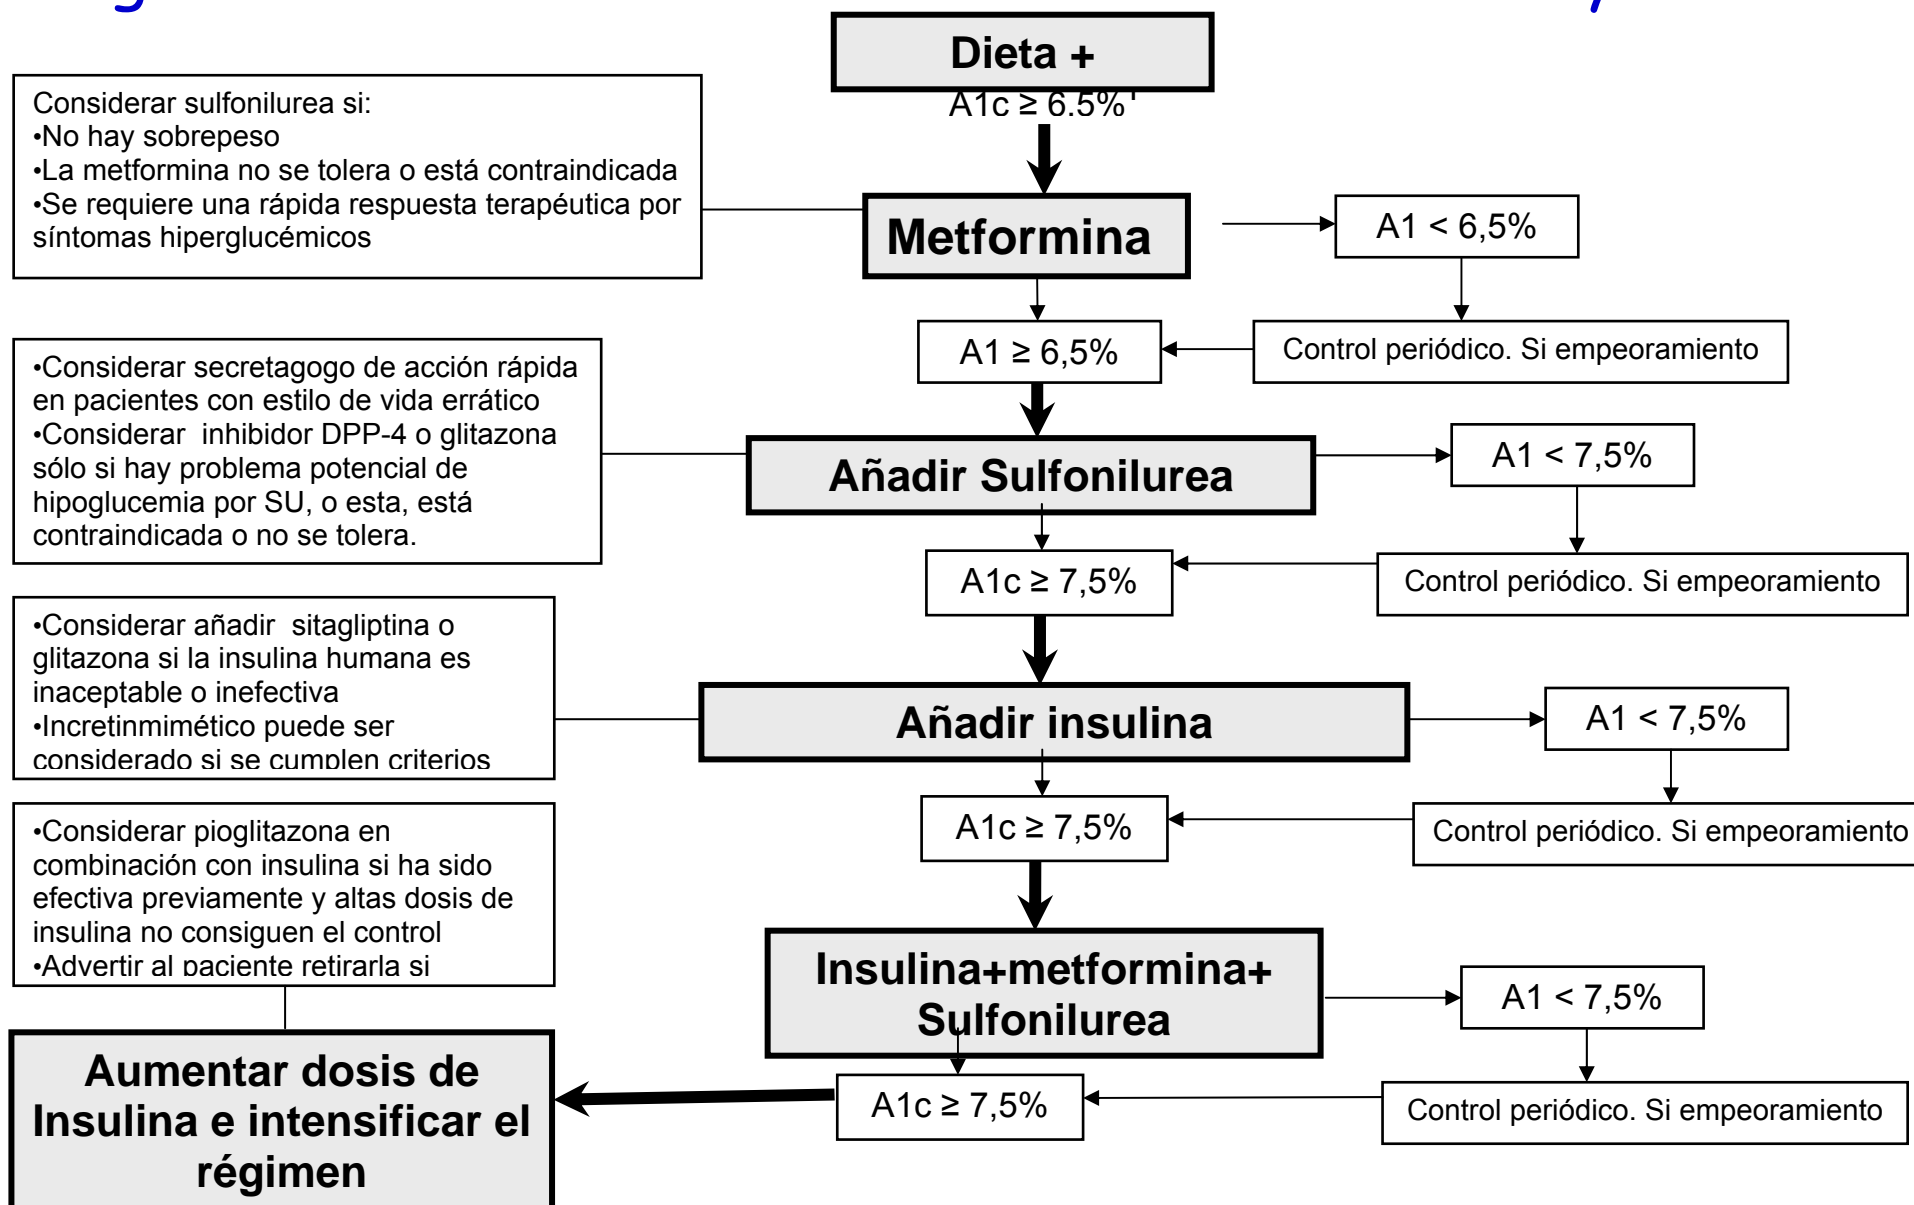 Dieta +
A1c ≥ 6.5%
Considerar sulfonilurea si:
•No hay sobrepeso
•La metformina no se tolera o está contraindicada
•Se requiere una rápida respuesta terapéutica por
síntomas hiperglucémicos
Metformina
A1 < 6,5%
A1 ≥ 6,5%
Control periódico. Si empeoramiento
•Considerar secretagogo de acción rápida
en pacientes con estilo de vida errático
•Considerar inhibidor DPP-4 o glitazona
sólo si hay problema potencial de
hipoglucemia por SU, o esta, está
contraindicada o no se tolera.
Añadir Sulfonilurea
A1 < 7,5%
A1c ≥ 7,5%
Control periódico. Si empeoramiento
•Considerar añadir sitagliptina o
glitazona si la insulina humana es
inaceptable o inefectiva
•Incretinmimético puede ser
considerado si se cumplen criterios
Añadir insulina
A1 < 7,5%
A1c ≥ 7,5%
Control periódico. Si empeoramiento
•Considerar pioglitazona en
combinación con insulina si ha sido
efectiva previamente y altas dosis de
insulina no consiguen el control
•Advertir al paciente retirarla si
Insulina+metformina+
Sulfonilurea
A1 < 7,5%
A1c ≥ 7,5%
Control periódico. Si empeoramiento
Aumentar dosis de
Insulina e intensificar el
régimen